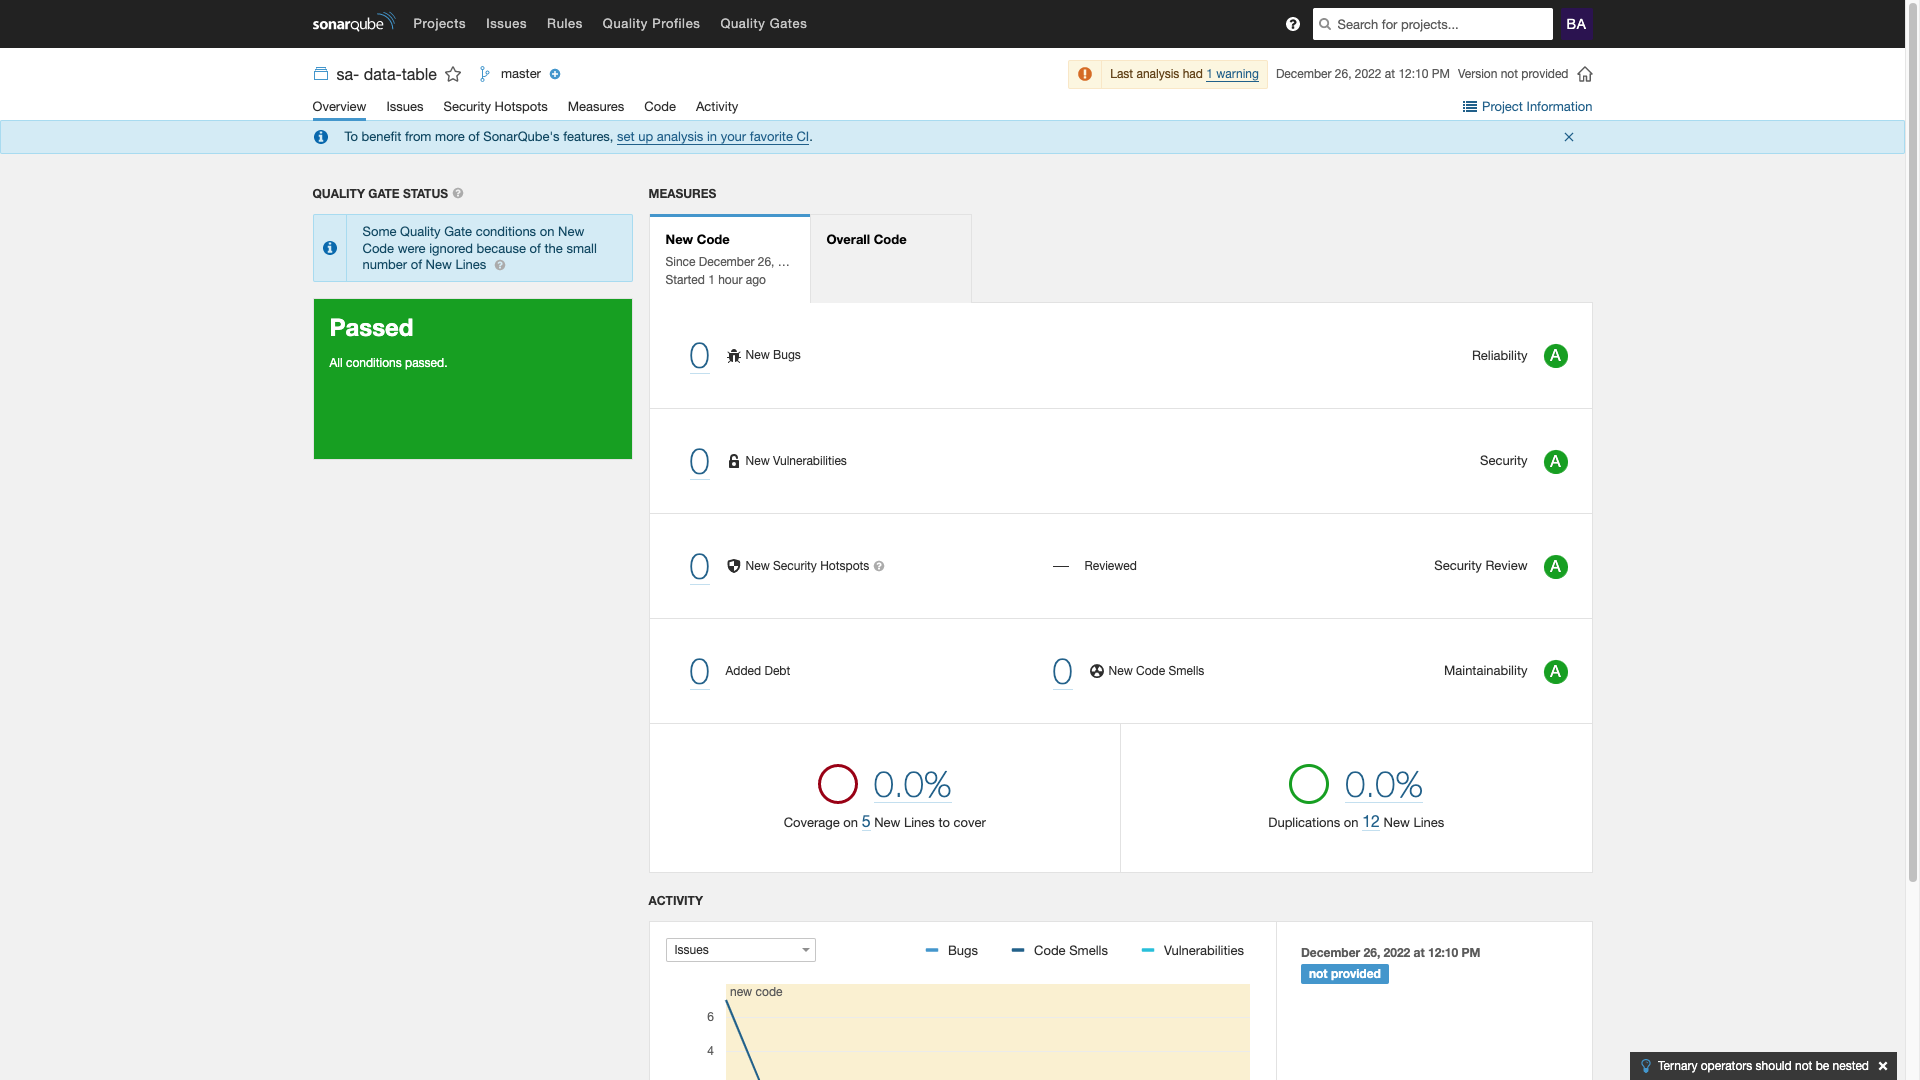 sonarqube Projects Issues Rules Quality Profiles Quality Gates Search for projects... BA
sa- data-table master Last analysis had 1 warning December 26, 2022 at 12:10 PM Version not provided
Overview Issues Security Hotspots Measures Code Activity Project Information
To benefit from more of SonarQube's features, set up analysis in your favorite CI.
QUALITY GATE STATUS
Some Quality Gate conditions on New
Code were ignored because of the small
number of New Lines
Passed
All conditions passed.
MEASURES
New Code
Since December 26, ...
Started 1 hour ago
Overall Code
0 New Bugs Reliability A
0 New Vulnerabilities Security A
0 New Security Hotspots — Reviewed Security Review A
0 Added Debt 0 New Code Smells Maintainability A
0.0%
Coverage on 5 New Lines to cover
0.0%
Duplications on 12 New Lines
ACTIVITY
Issues Bugs Code Smells Vulnerabilities
new code
6
4
December 26, 2022 at 12:10 PM
not provided
Ternary operators should not be nested